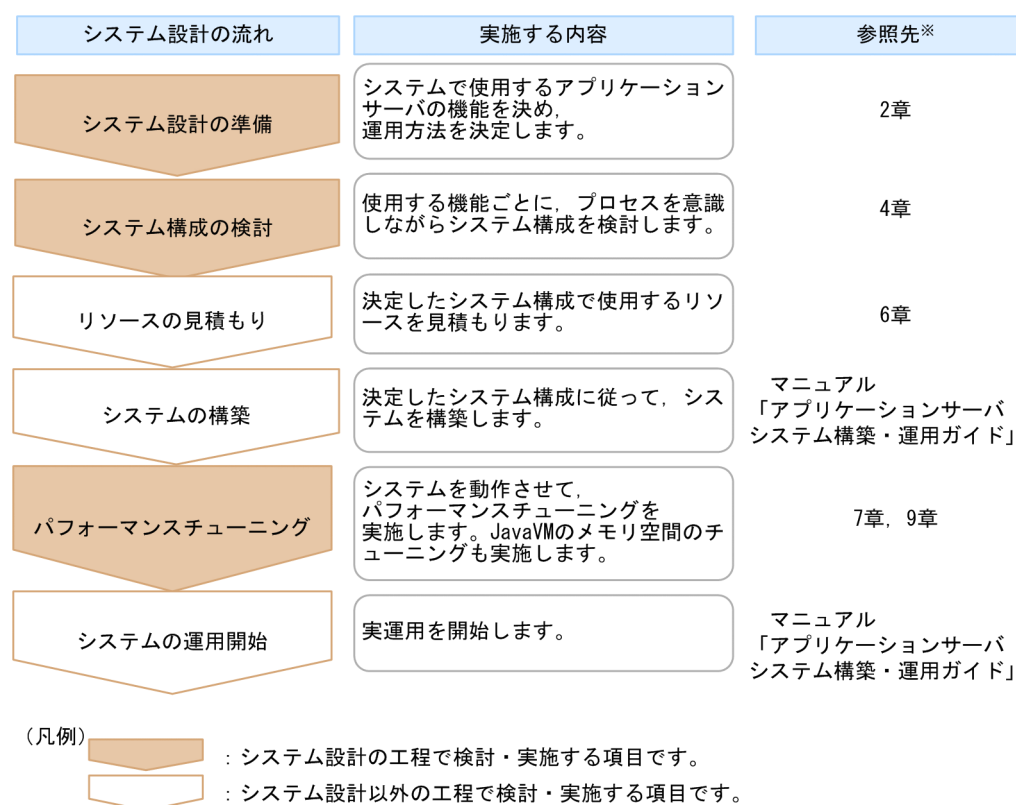 システム設計の流れ
実施する内容
参照先※
システム設計の準備
システムで使用するアプリケーション
サーバの機能を決め，
運用方法を決定します。
2章
システム構成の検討
使用する機能ごとに，プロセスを意識
しながらシステム構成を検討します。
4章
リソースの見積もり
決定したシステム構成で使用するリソ
ースを見積もります。
6章
システムの構築
決定したシステム構成に従って，シス
テムを構築します。
マニュアル
「アプリケーションサーバ
システム構築・運用ガイド」
パフォーマンスチューニング
システムを動作させて，
パフォーマンスチューニングを
実施します。JavaVMのメモリ空間のチ
ューニングも実施します。
7章，9章
システムの運用開始
実運用を開始します。
マニュアル
「アプリケーションサーバ
システム構築・運用ガイド」
（凡例）
：システム設計の工程で検討・実施する項目です。
：システム設計以外の工程で検討・実施する項目です。